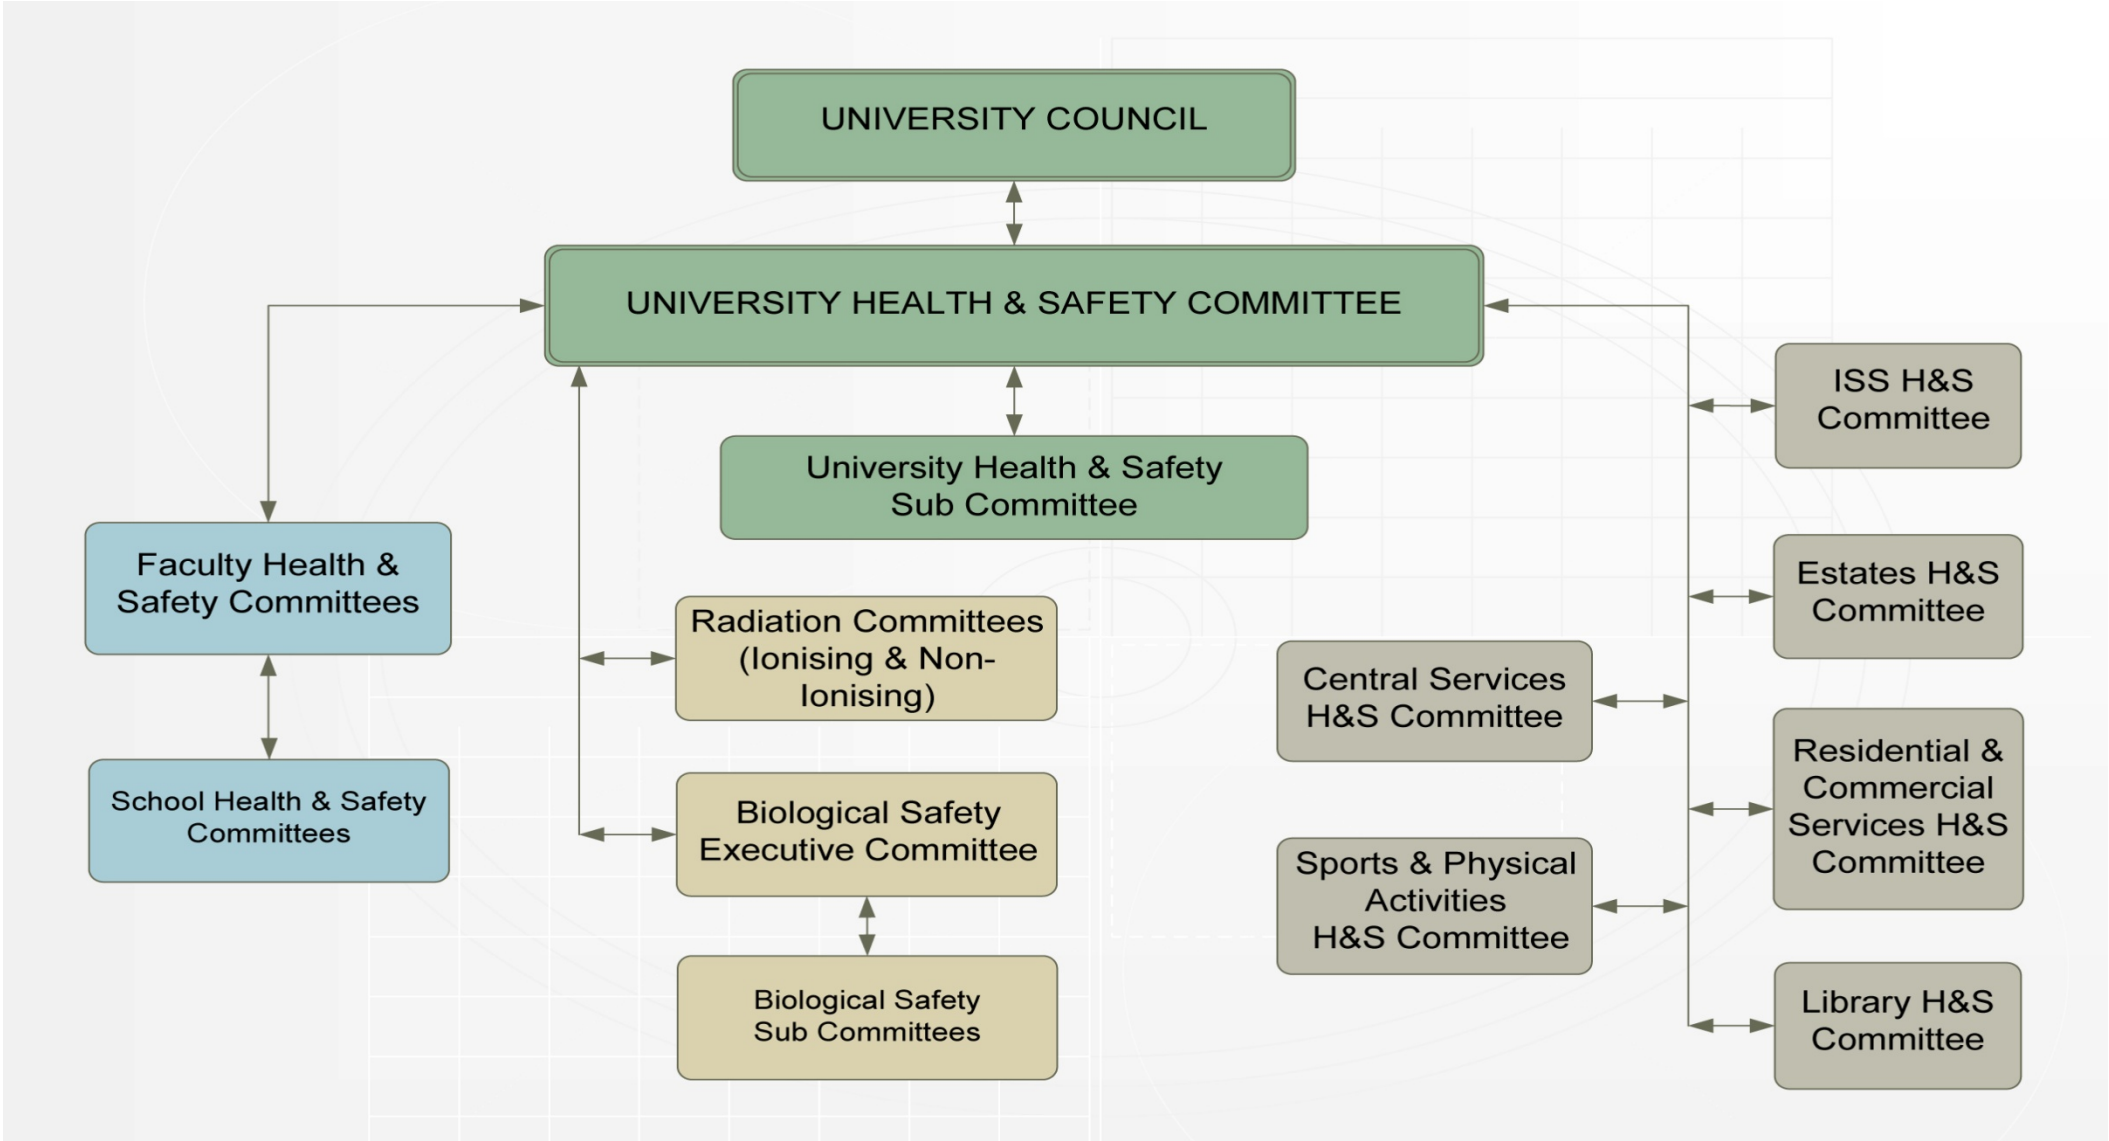 UNIVERSITY COUNCIL
UNIVERSITY HEALTH & SAFETY COMMITTEE
University Health & Safety
Sub Committee
Faculty Health &
Safety Committees
School Health & Safety
Committees
Radiation Committees
(Ionising & Non-
Ionising)
Biological Safety
Executive Committee
Biological Safety
Sub Committees
Central Services
H&S Committee
Sports & Physical
Activities
H&S Committee
ISS H&S
Committee
Estates H&S
Committee
Residential &
Commercial
Services H&S
Committee
Library H&S
Committee